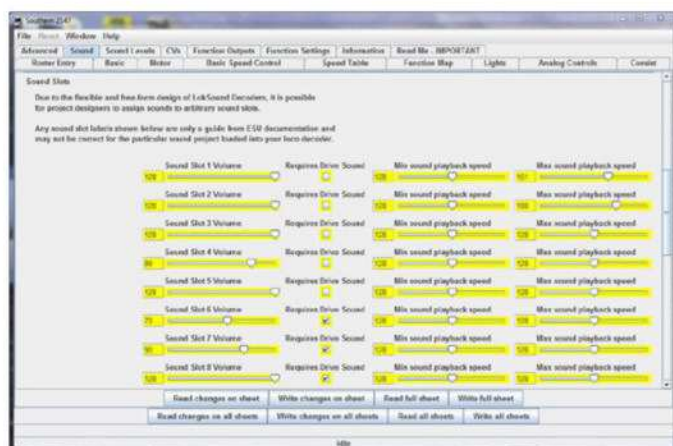 Southern 2547
File Reset Window Help
Advanced Sound Sound Levels CVs Function Outputs Function Settings Information Read Me - IMPORTANT
Roster Entry Basic Motor Basic Speed Control Speed Table Function Map Lights Analog Controls Consist
Sound Slots
Due to the flexible and free-form design of LokSound Decoders, it is possible
for project designers to assign sounds to arbitrary sound slots.
Any sound slot labels shown below are only a guide from ESU documentation and
may not be correct for the particular sound project loaded into your loco decoder.
Sound Slot 1 Volume Requires Drive Sound Min sound playback speed Max sound playback speed
128 128
Sound Slot 2 Volume Requires Drive Sound Min sound playback speed Max sound playback speed
128 128
Sound Slot 3 Volume Requires Drive Sound Min sound playback speed Max sound playback speed
128 128 128
Sound Slot 4 Volume Requires Drive Sound Min sound playback speed Max sound playback speed
128 128
Sound Slot 5 Volume Requires Drive Sound Min sound playback speed Max sound playback speed
128 128 128
Sound Slot 6 Volume Requires Drive Sound Min sound playback speed Max sound playback speed
128 128
Sound Slot 7 Volume Requires Drive Sound Min sound playback speed Max sound playback speed
128 128
Sound Slot 8 Volume Requires Drive Sound Min sound playback speed Max sound playback speed
128 128 128
Read changes on sheet Write changes on sheet Read full sheet Write full sheet
Read changes on all sheets Write changes on all sheets Read all sheets Write all sheets
idle